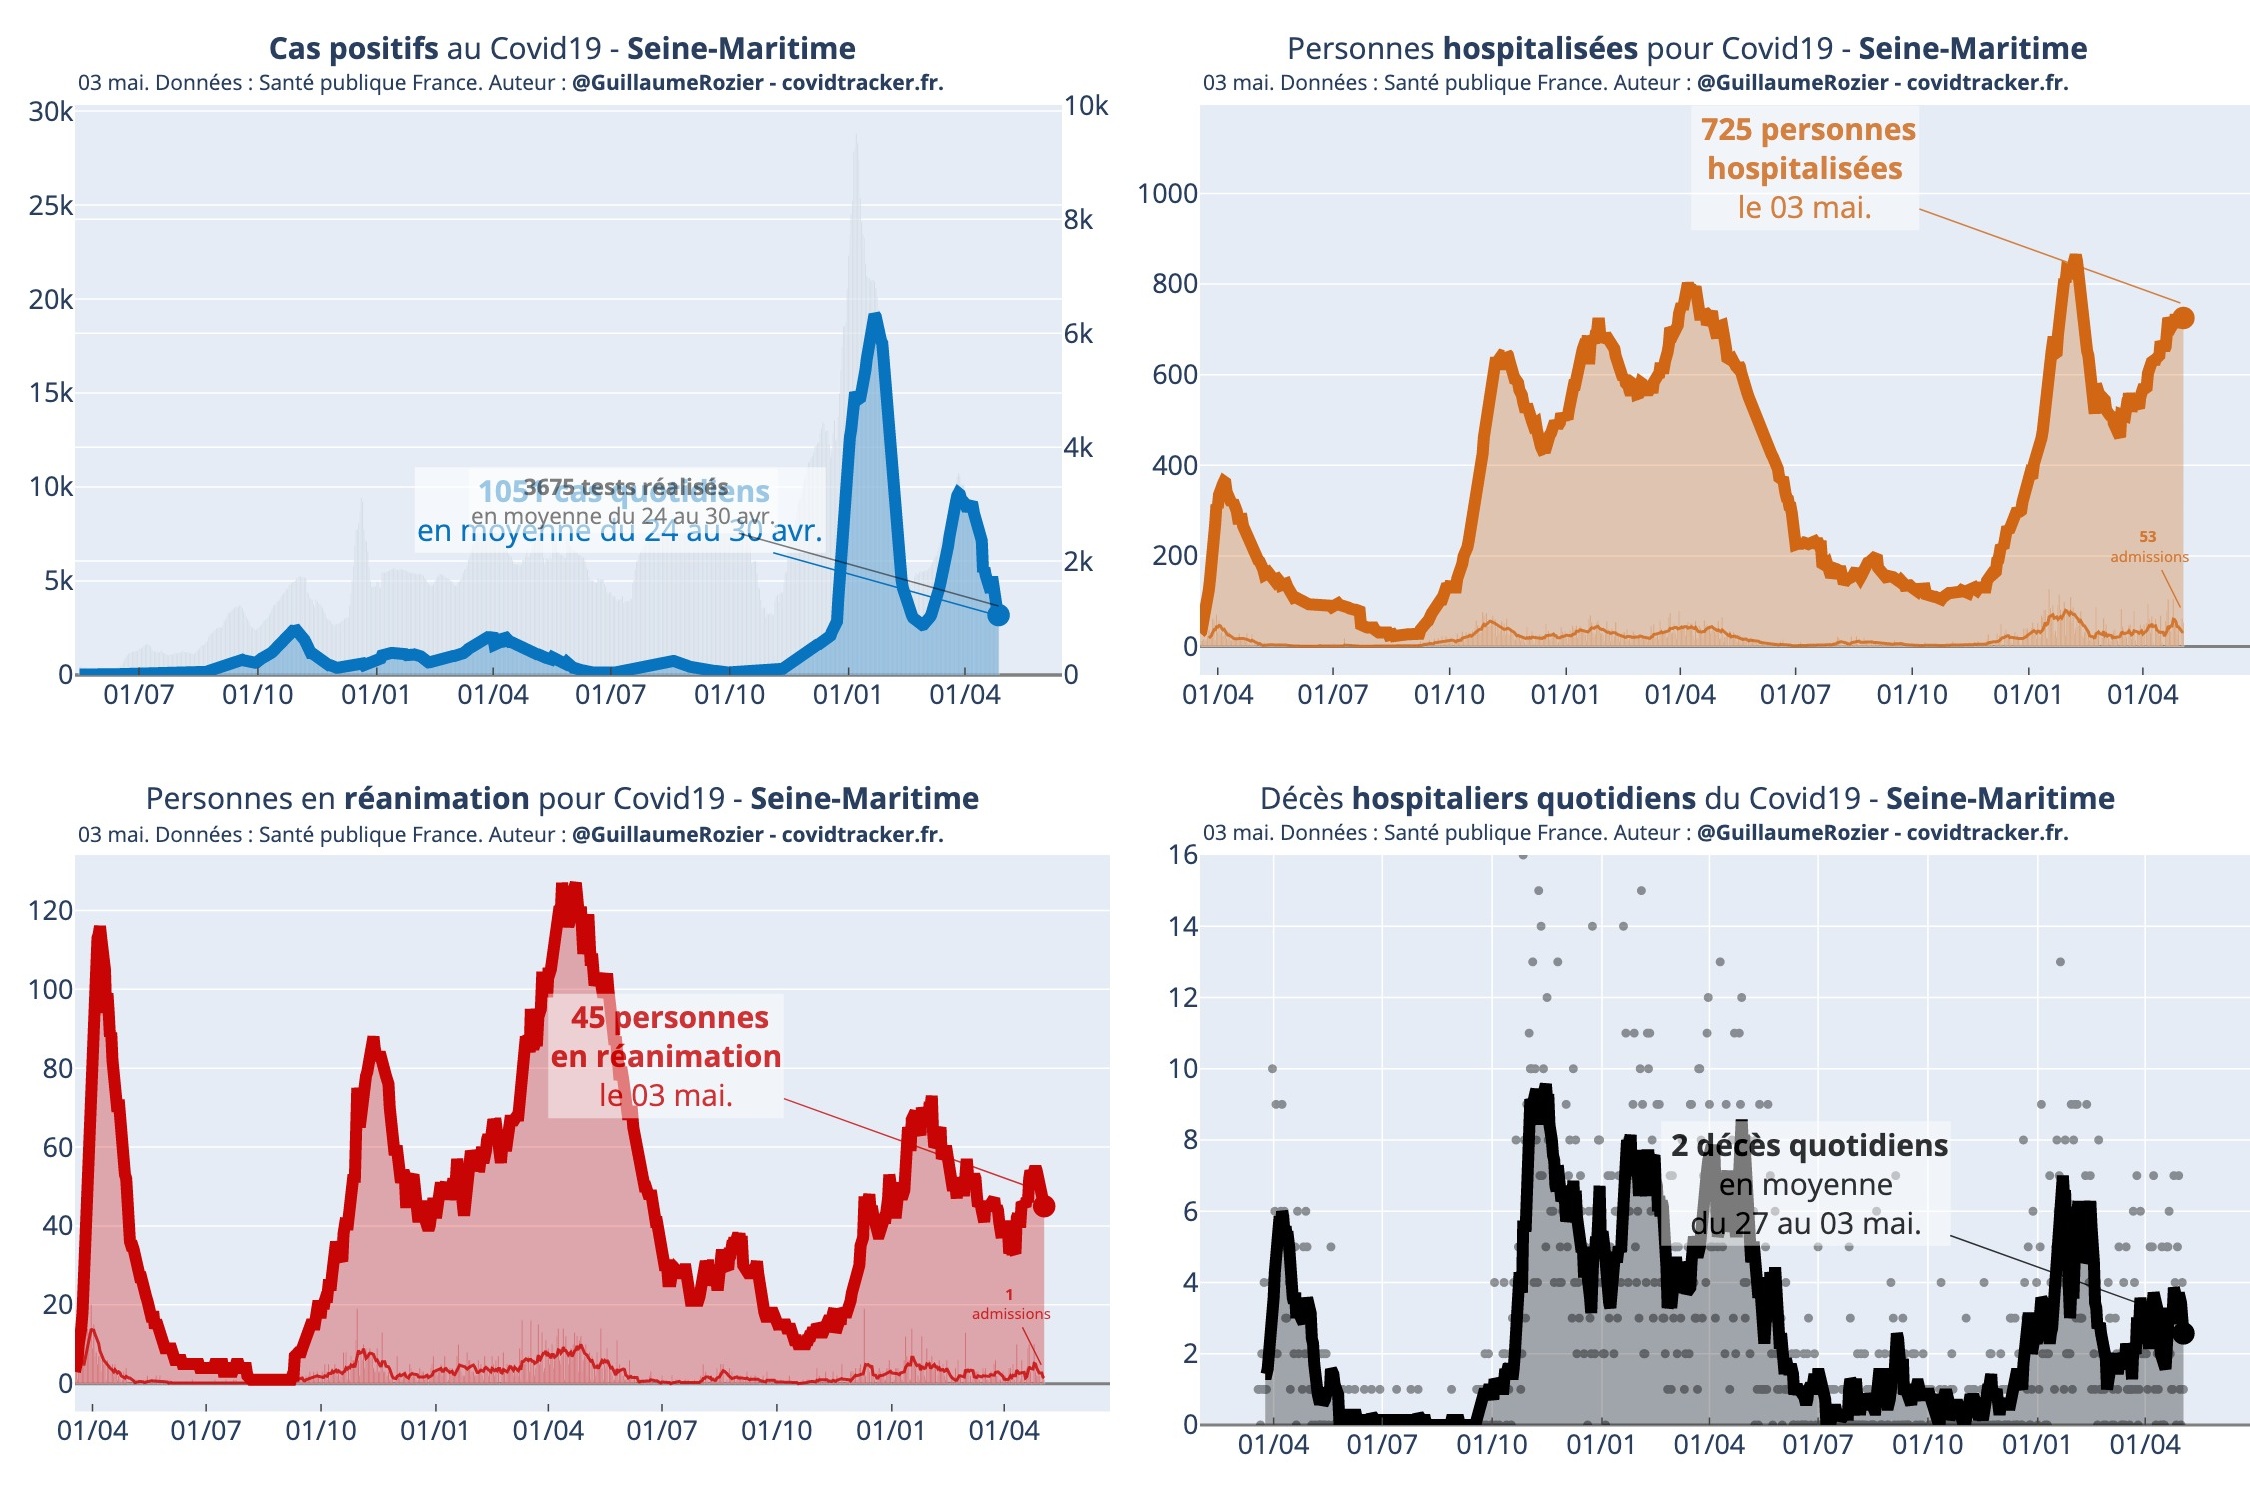 Cas positifs au Covid19 - Seine-Maritime
03 mai. Données : Santé publique France. Auteur : @GuillaumeRozier - covidtracker.fr.
30k
25k
20k
15k
10k
5k
0
10k
8k
6k
4k
2k
0
3675 tests réalisés
en moyenne du 24 au 30 avr.
cas quotidiens
en moyenne du 24 au 30 avr.
01/07 01/10 01/01 01/04 01/07 01/10 01/01 01/04
Personnes hospitalisées pour Covid19 - Seine-Maritime
03 mai. Données : Santé publique France. Auteur : @GuillaumeRozier - covidtracker.fr.
1000
800
600
400
200
0
725 personnes
hospitalisées
le 03 mai.
53
admissions
01/04 01/07 01/10 01/01 01/04 01/07 01/10 01/01 01/04
Personnes en réanimation pour Covid19 - Seine-Maritime
03 mai. Données : Santé publique France. Auteur : @GuillaumeRozier - covidtracker.fr.
120
100
80
60
40
20
0
45 personnes
en réanimation
le 03 mai.
1
admissions
01/04 01/07 01/10 01/01 01/04 01/07 01/10 01/01 01/04
Décès hospitaliers quotidiens du Covid19 - Seine-Maritime
03 mai. Données : Santé publique France. Auteur : @GuillaumeRozier - covidtracker.fr.
16
14
12
10
8
6
4
2
0
2 décès quotidiens
en moyenne
du 27 au 03 mai.
01/04 01/07 01/10 01/01 01/04 01/07 01/10 01/01 01/04